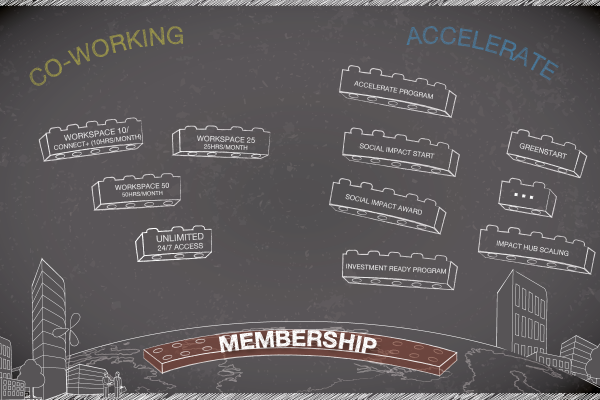 CO-WORKING
ACCELERATE
WORKSPACE 10/
CONNECT+ (10HRS/MONTH)
WORKSPACE 25
25HRS/MONTH
WORKSPACE 50
50HRS/MONTH
UNLIMITED
24/7 ACCESS
ACCELERATE PROGRAM
SOCIAL IMPACT START
GREENSTART
SOCIAL IMPACT AWARD
...
IMPACT HUB SCALING
INVESTMENT READY PROGRAM
MEMBERSHIP